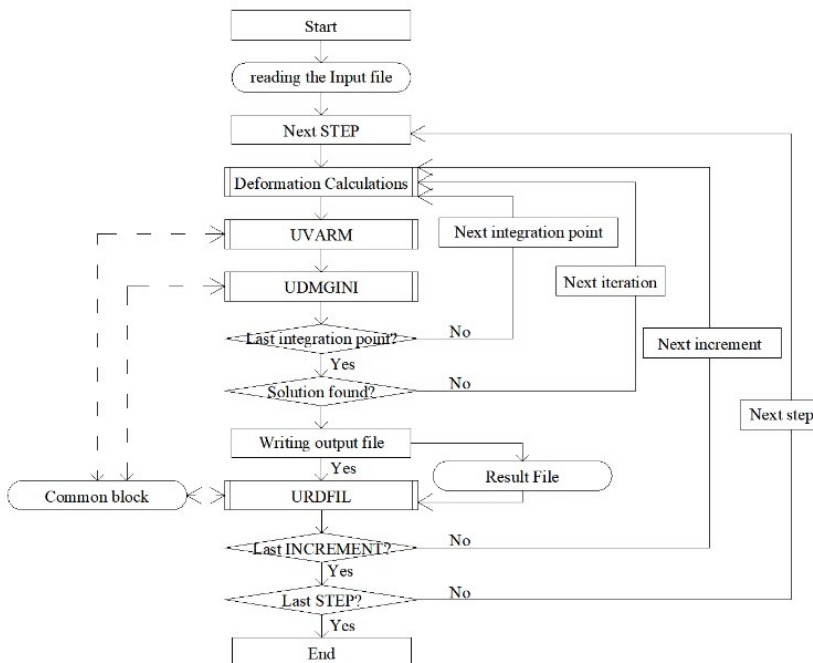 Start
reading the Input file
Next STEP
Deformation Calculations
UVARM
Next integration point
UDMGINI
Next iteration
Last integration point?
No
Next increment
Yes
Solution found?
No
Next step
Writing output file
Yes
Result File
Common block
URDFIL
Last INCREMENT?
No
Yes
Last STEP?
No
Yes
End